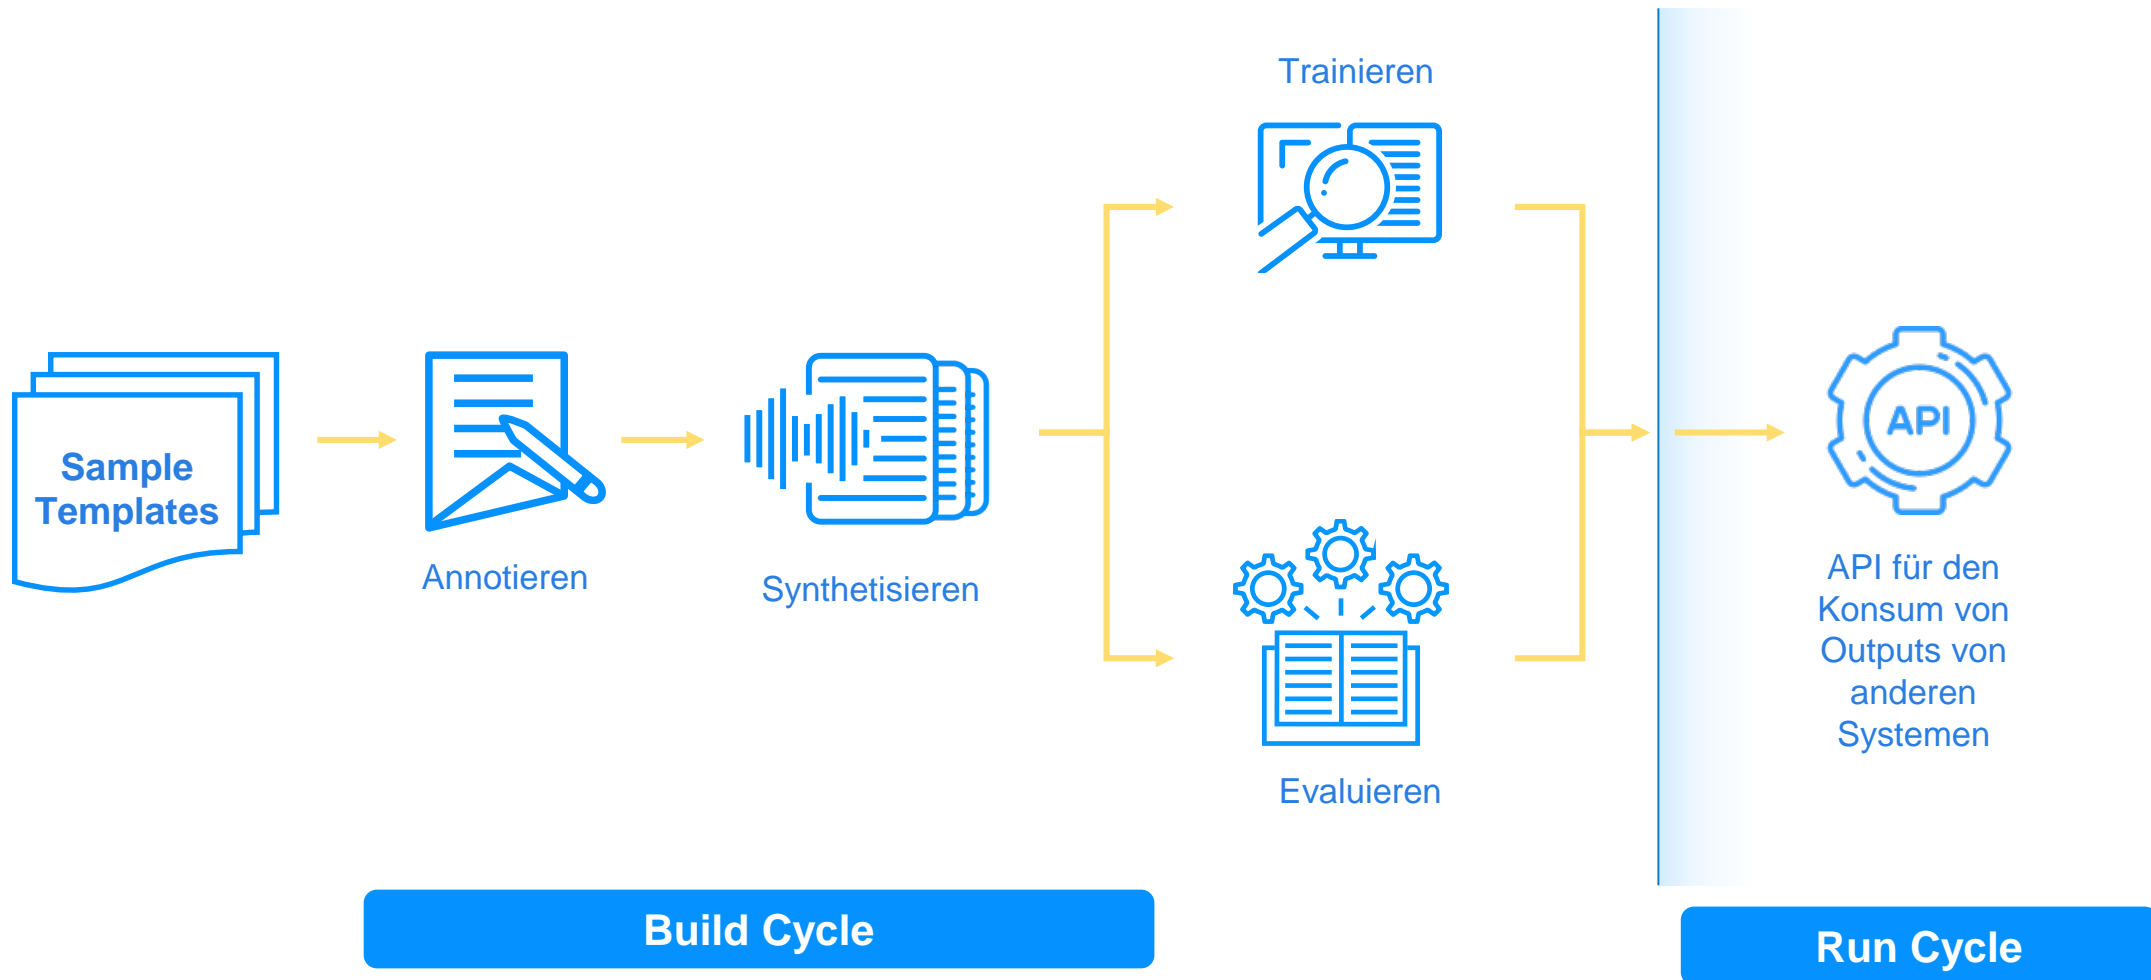 Trainieren
Sample
Templates
Annotieren
Synthetisieren
Evaluieren
API
API für den
Konsum von
Outputs von
anderen
Systemen
Build Cycle
Run Cycle